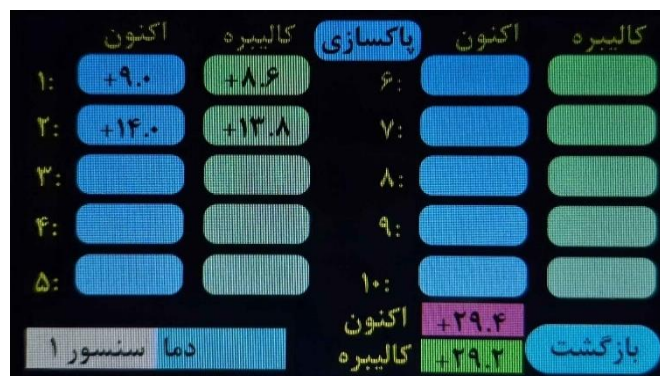 اکنون کالیبره پاکسازی اکنون کالیبره
۱: +۹.۰ +۸.۶ ۶:
۲: +۱۴.۰ +۱۳.۸ ۷:
۳: ۸:
۴: ۹:
۵: ۱۰:
اکنون +۲۹.۴
کالیبره +۲۹.۲
دما سنسور ۱ بازگشت